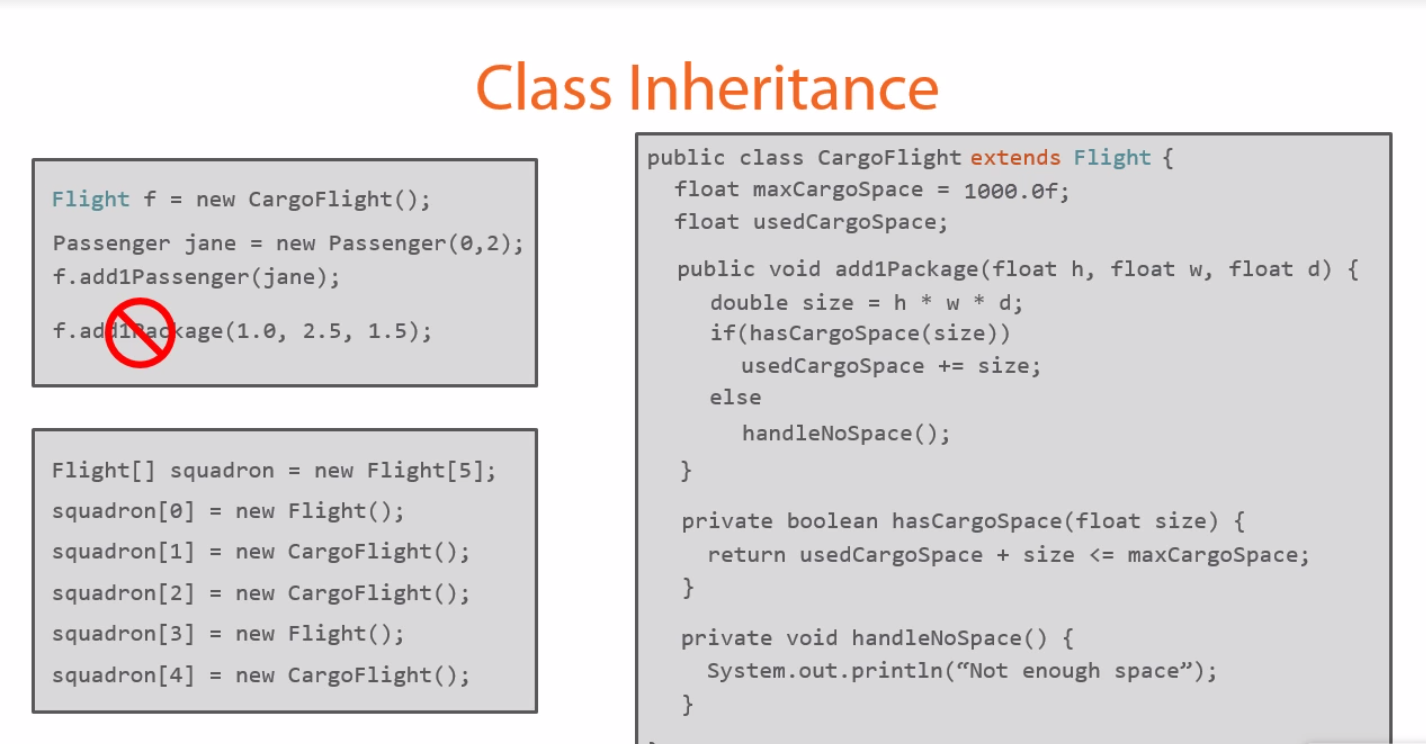 Class Inheritance
Flight f = new CargoFlight();
Passenger jane = new Passenger(0,2);
f.add1Passenger(jane);
f.add1Package(1.0, 2.5, 1.5);
Flight[] squadron = new Flight[5];
squadron[0] = new Flight();
squadron[1] = new CargoFlight();
squadron[2] = new CargoFlight();
squadron[3] = new Flight();
squadron[4] = new CargoFlight();
public class CargoFlight extends Flight {
float maxCargoSpace = 1000.0f;
float usedCargoSpace;
public void add1Package(float h, float w, float d) {
double size = h * w * d;
if(hasCargoSpace(size))
usedCargoSpace += size;
else
handleNoSpace();
}
private boolean hasCargoSpace(float size) {
return usedCargoSpace + size <= maxCargoSpace;
}
private void handleNoSpace() {
System.out.println(“Not enough space”);
}